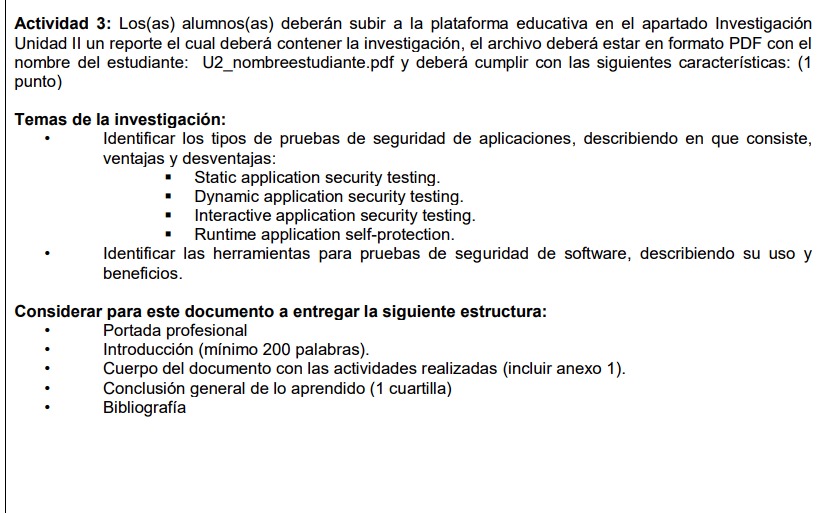 Actividad 3: Los(as) alumnos(as) deberán subir a la plataforma educativa en el apartado Investigación
Unidad II un reporte el cual deberá contener la investigación, el archivo deberá estar en formato PDF con el
nombre del estudiante: U2_nombreestudiante.pdf y deberá cumplir con las siguientes características: (1
punto)
Temas de la investigación:
• Identificar los tipos de pruebas de seguridad de aplicaciones, describiendo en que consiste,
ventajas y desventajas:
▪ Static application security testing.
▪ Dynamic application security testing.
▪ Interactive application security testing.
▪ Runtime application self-protection.
• Identificar las herramientas para pruebas de seguridad de software, describiendo su uso y
beneficios.
Considerar para este documento a entregar la siguiente estructura:
• Portada profesional
• Introducción (mínimo 200 palabras).
• Cuerpo del documento con las actividades realizadas (incluir anexo 1).
• Conclusión general de lo aprendido (1 cuartilla)
• Bibliografía